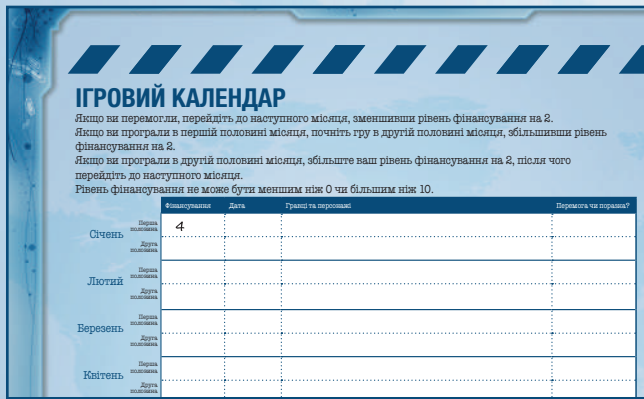 ІГРОВИЙ КАЛЕНДАР
Якщо ви перемогли, перейдіть до наступного місяця, зменшивши рівень фінансування на 2.
Якщо ви програли в першій половині місяця, почніть гру в другій половині місяця, збільшивши рівень
фінансування на 2.
Якщо ви програли в другій половині місяця, збільште ваш рівень фінансування на 2, після чого
перейдіть до наступного місяця.
Рівень фінансування не може бути меншим ніж 0 чи більшим ніж 10.
Фінансування Дата Гравці та персонажі Перемога чи поразка?
Січень
Перша
половина
4
Друга
половина
Лютий
Перша
половина
Друга
половина
Березень
Перша
половина
Друга
половина
Квітень
Перша
половина
Друга
половина